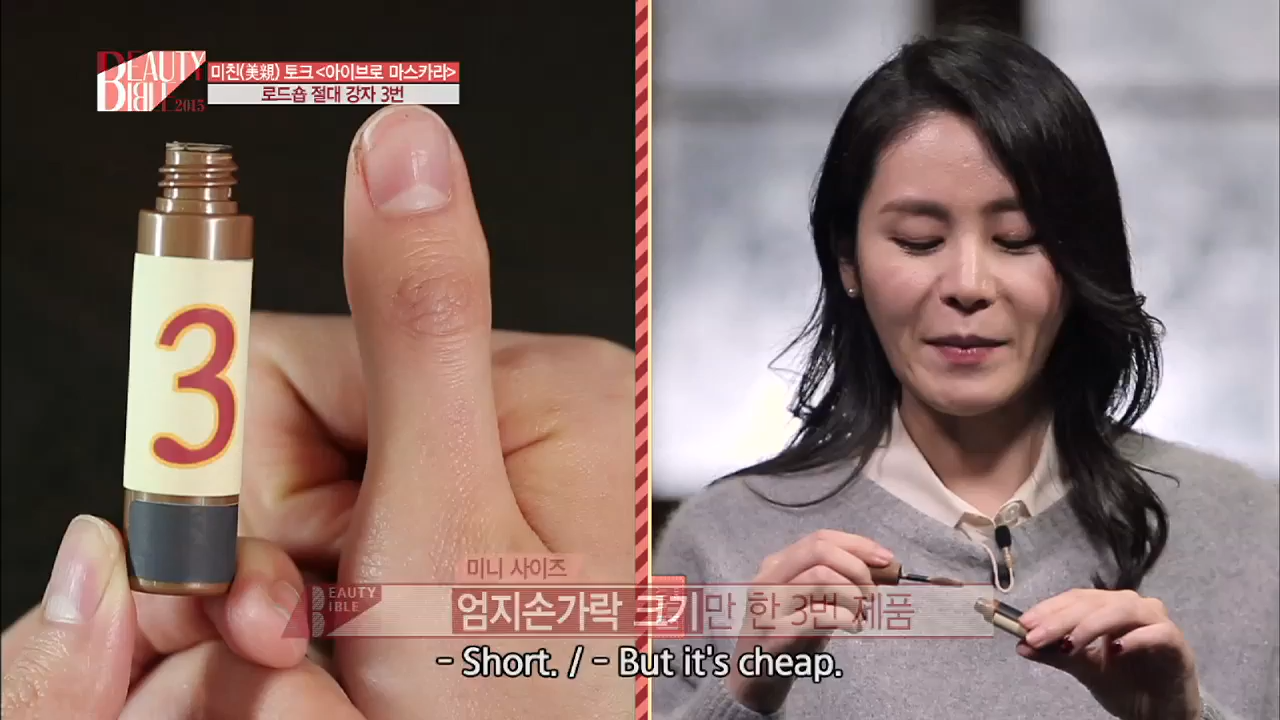 BEAUTY
BIBLE 2015
미친(美親) 토크 <아이브로 마스카라>
로드숍 절대 강자 3번
3
미니 사이즈
BEAUTY
BIBLE
엄지손가락 크기만 한 3번 제품
- Short. / - But it's cheap.